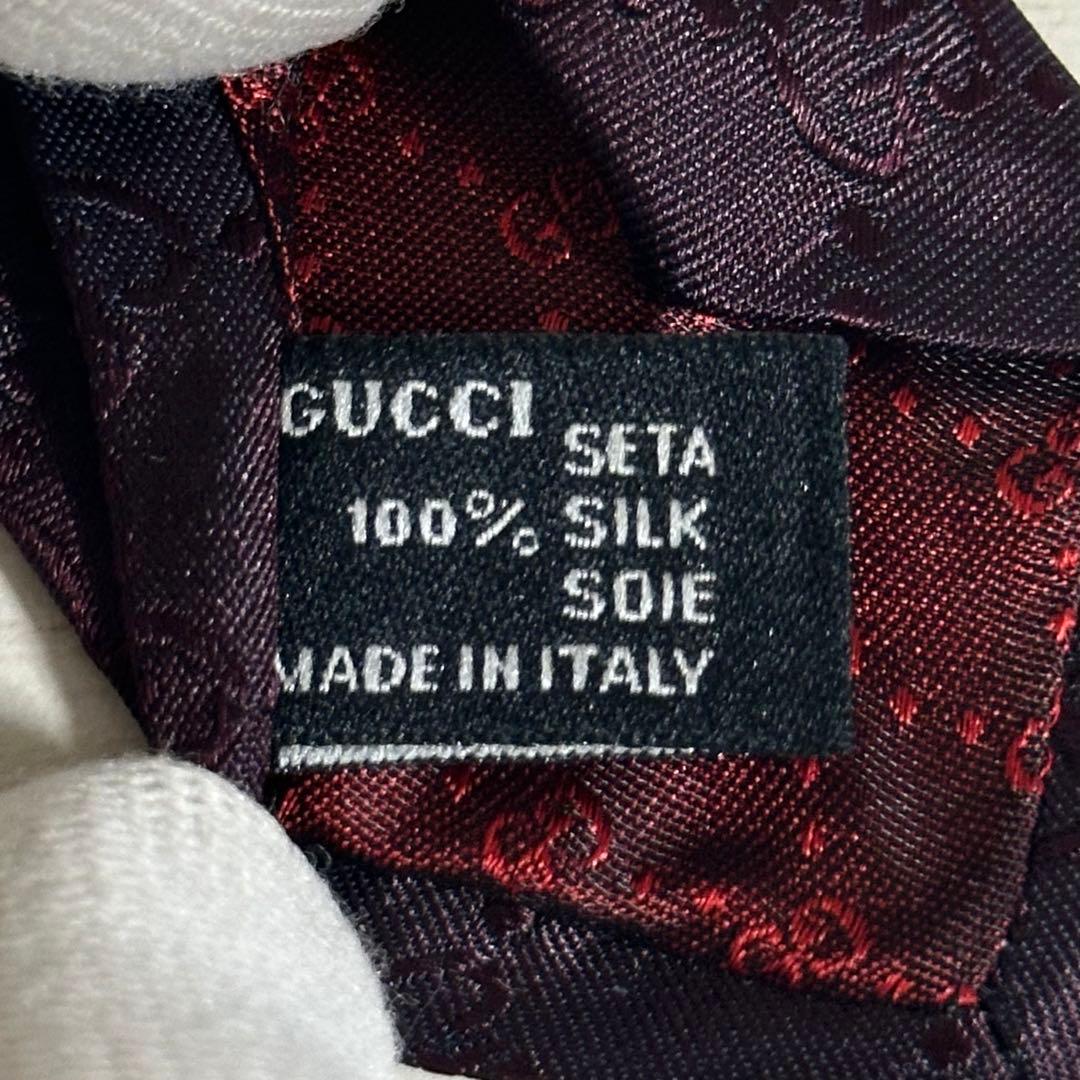 GUCCI
SETA
100% SILK
SOIE
MADE IN ITALY